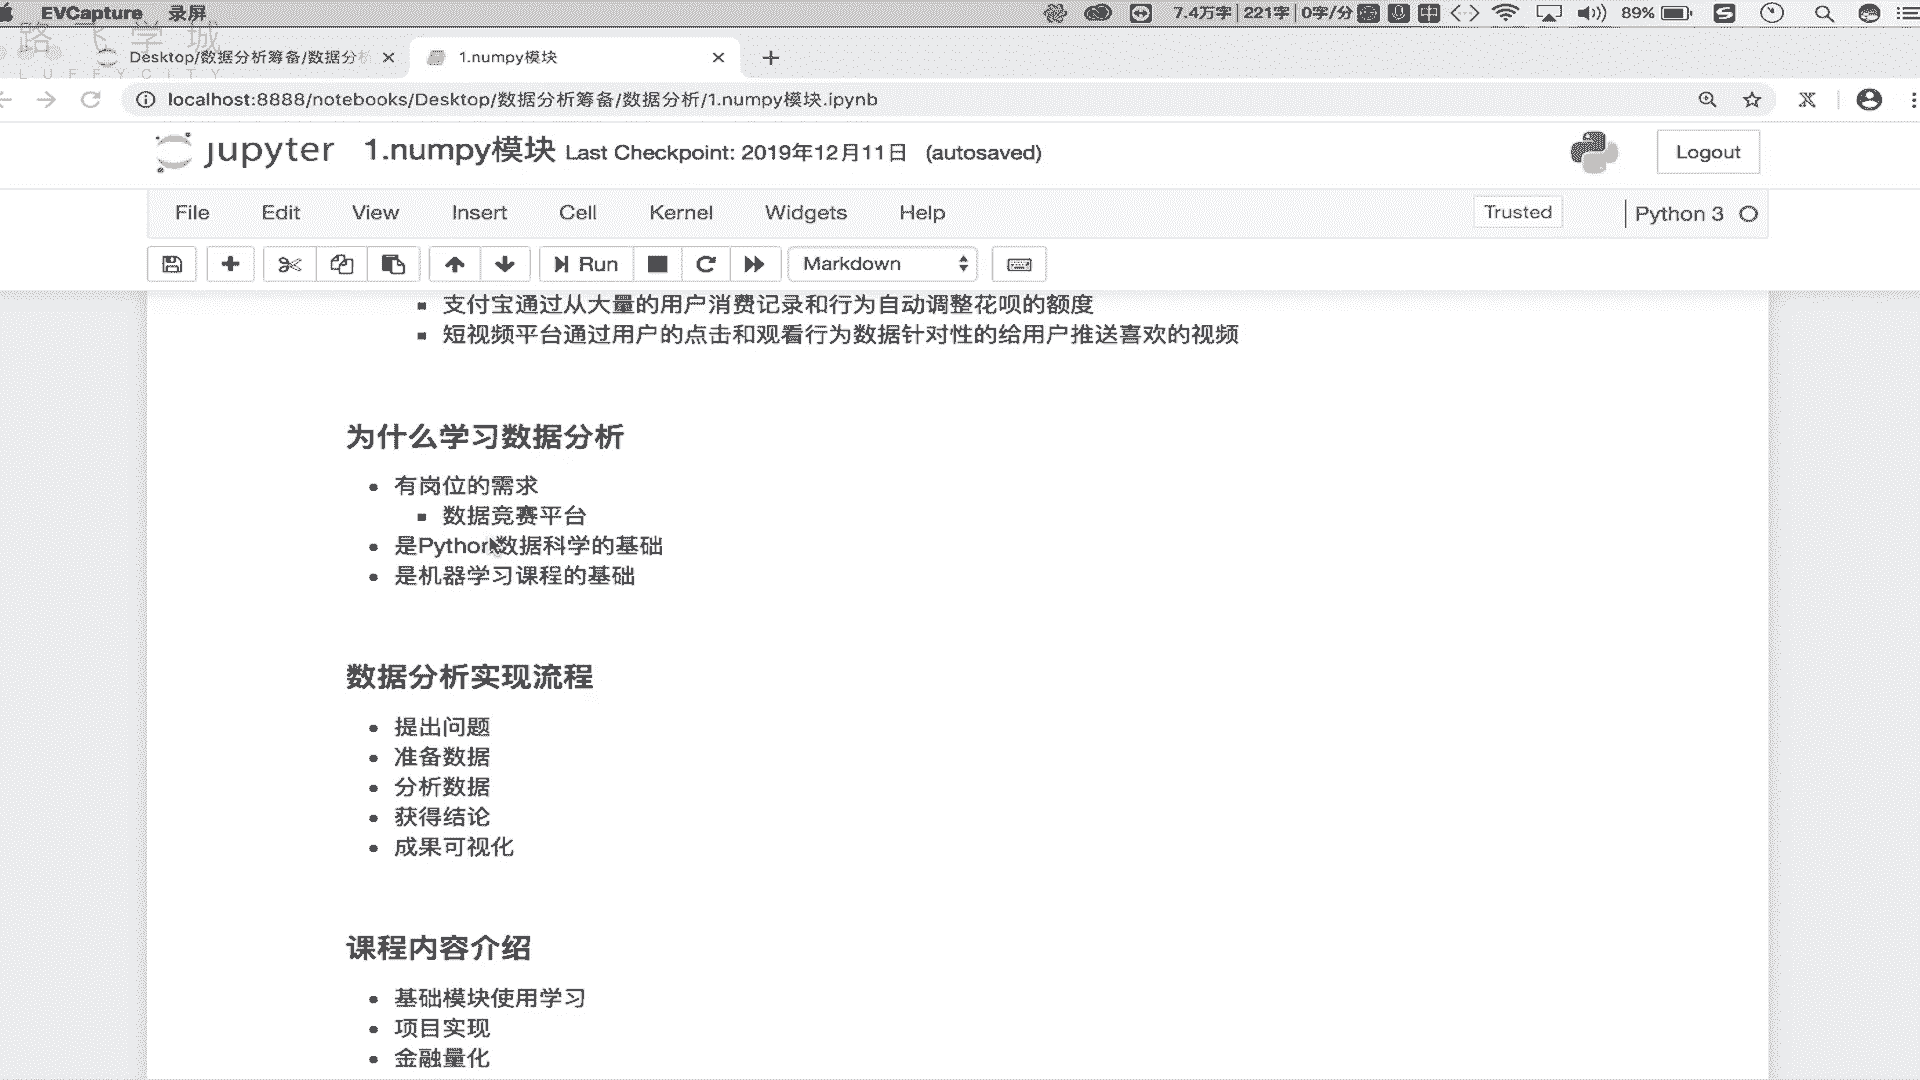 EVCapture 录屏 7.4万字 221字 0字/分 中 89%
路飞学城
LUFFYCITY
Desktop/数据分析筹备/数据分析 1.numpy模块
localhost:8888/notebooks/Desktop/数据分析筹备/数据分析/1.numpy模块.ipynb
jupyter 1.numpy模块 Last Checkpoint: 2019年12月11日 (autosaved) Logout
File Edit View Insert Cell Kernel Widgets Help Trusted Python 3
Run Markdown
支付宝通过从大量的用户消费记录和行为自动调整花呗的额度
短视频平台通过用户的点击和观看行为数据针对性的给用户推送喜欢的视频
为什么学习数据分析
有岗位的需求
数据竞赛平台
是Python数据科学的基础
是机器学习课程的基础
数据分析实现流程
提出问题
准备数据
分析数据
获得结论
成果可视化
课程内容介绍
基础模块使用学习
项目实现
金融量化